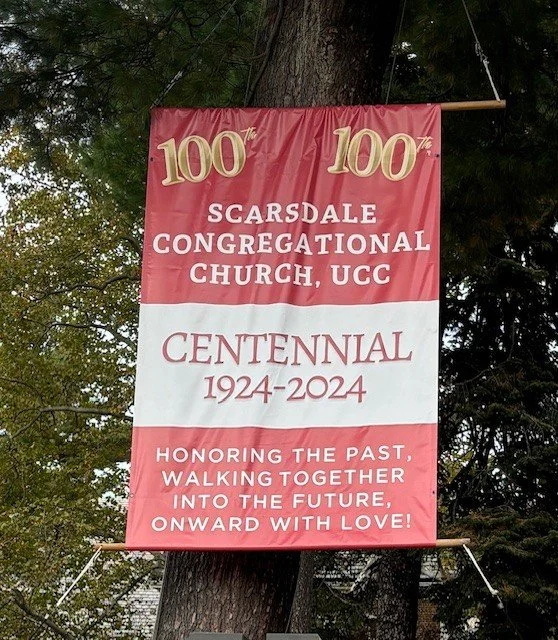 100th 100th
SCARSDALE
CONGREGATIONAL
CHURCH, UCC
CENTENNIAL
1924-2024
HONORING THE PAST,
WALKING TOGETHER
INTO THE FUTURE,
ONWARD WITH LOVE!